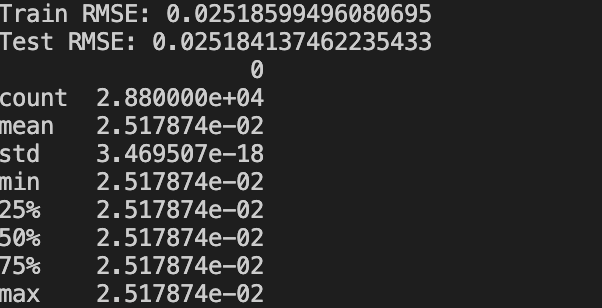 Train RMSE: 0.02518599496080695
Test RMSE: 0.025184137462235433
0
count 2.880000e+04
mean 2.517874e-02
std 3.469507e-18
min 2.517874e-02
25% 2.517874e-02
50% 2.517874e-02
75% 2.517874e-02
max 2.517874e-02